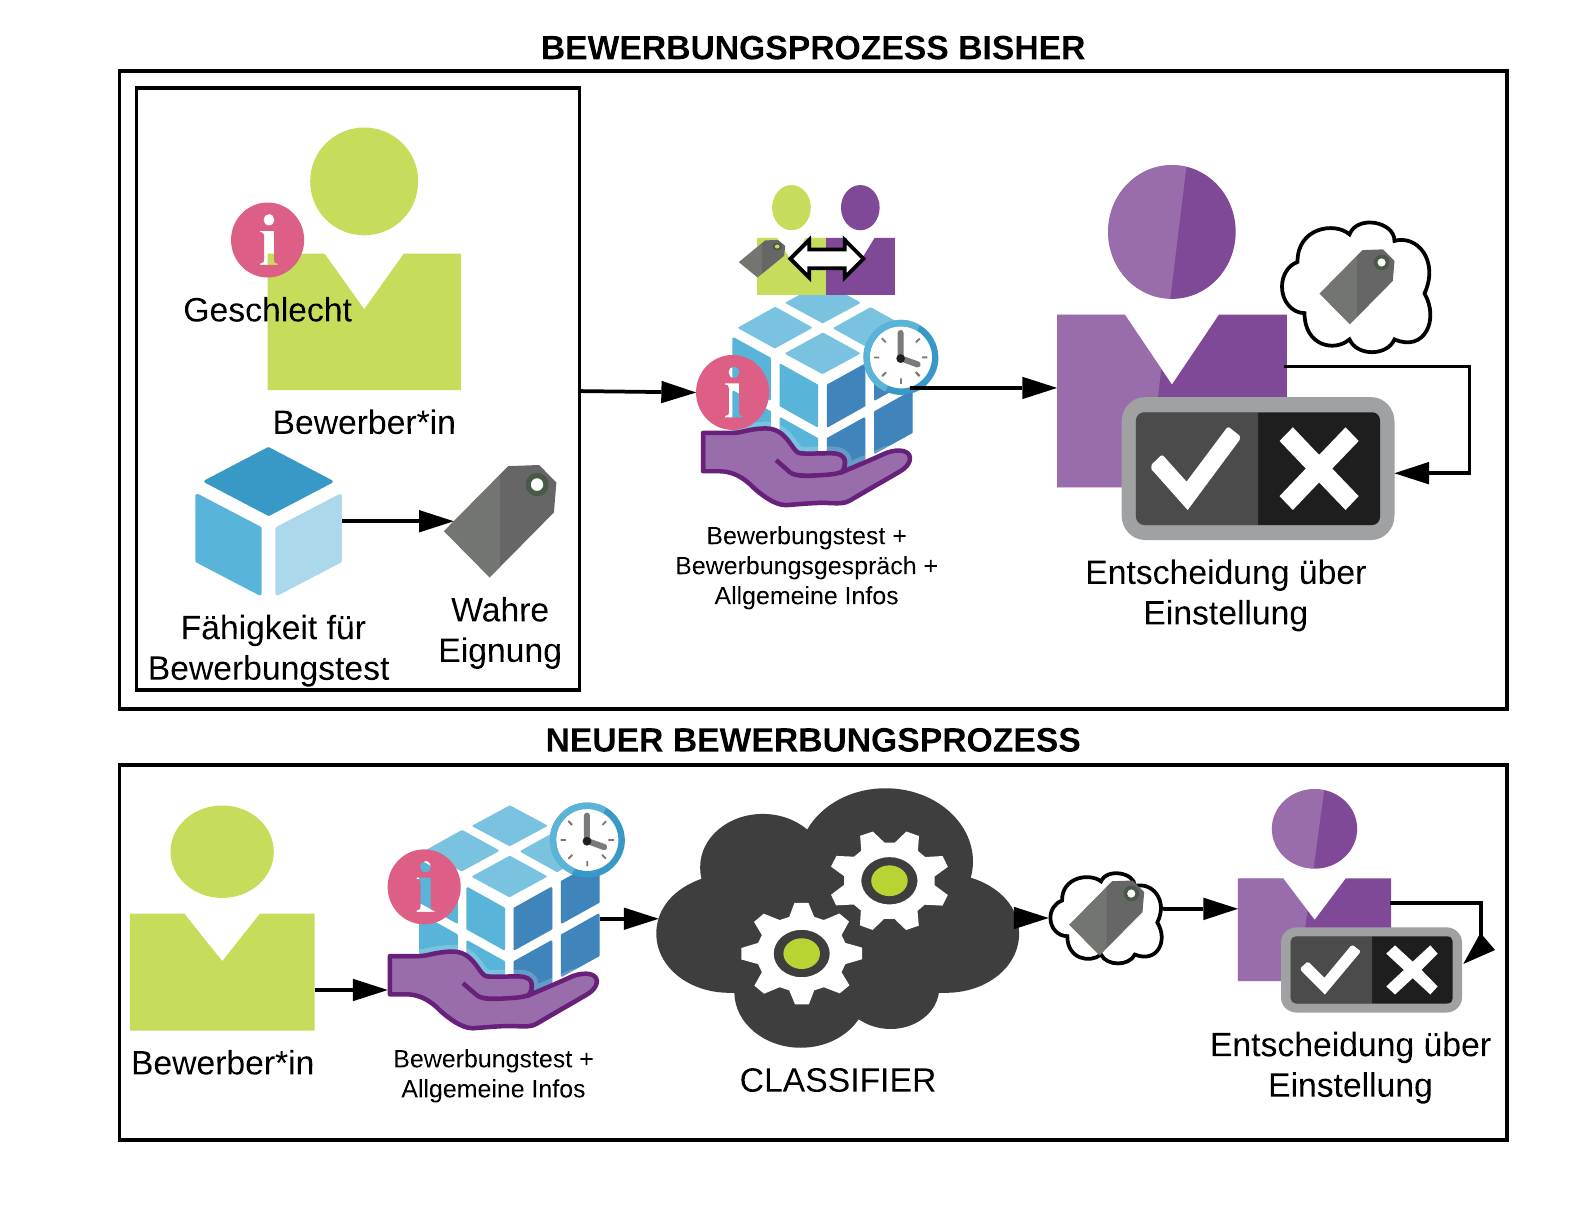 BEWERBUNGSPROZESS BISHER
i
Geschlecht
Bewerber*in
Fähigkeit für
Bewerbungstest
Wahre
Eignung
i
Bewerbungstest +
Bewerbungsgespräch +
Allgemeine Infos
Entscheidung über
Einstellung
NEUER BEWERBUNGSPROZESS
Bewerber*in
i
Bewerbungstest +
Allgemeine Infos
CLASSIFIER
Entscheidung über
Einstellung